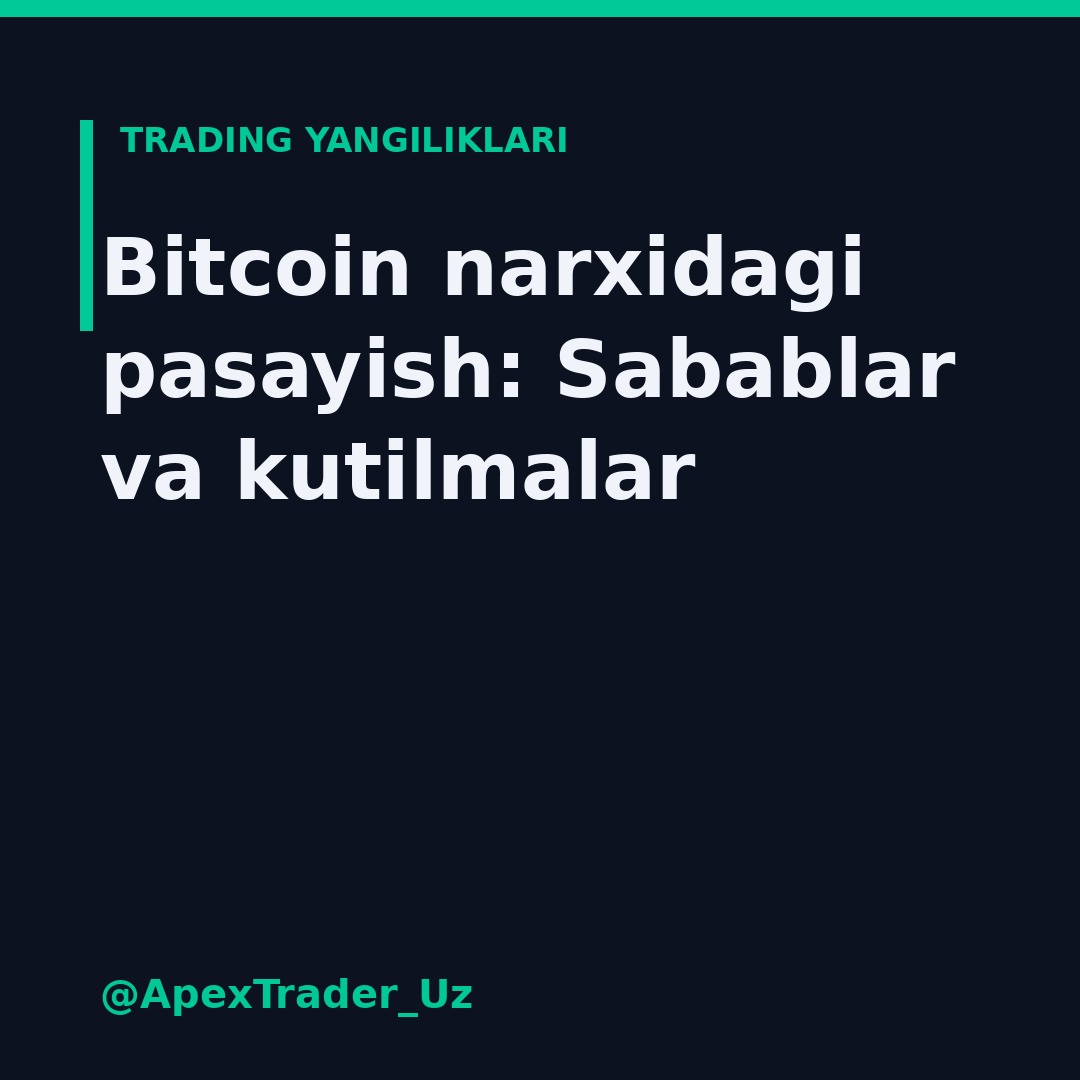 TRADING YANGILIKLARI
Bitcoin narxidagi
pasayish: Sabablar
va kutilmalar
@ApexTrader_Uz